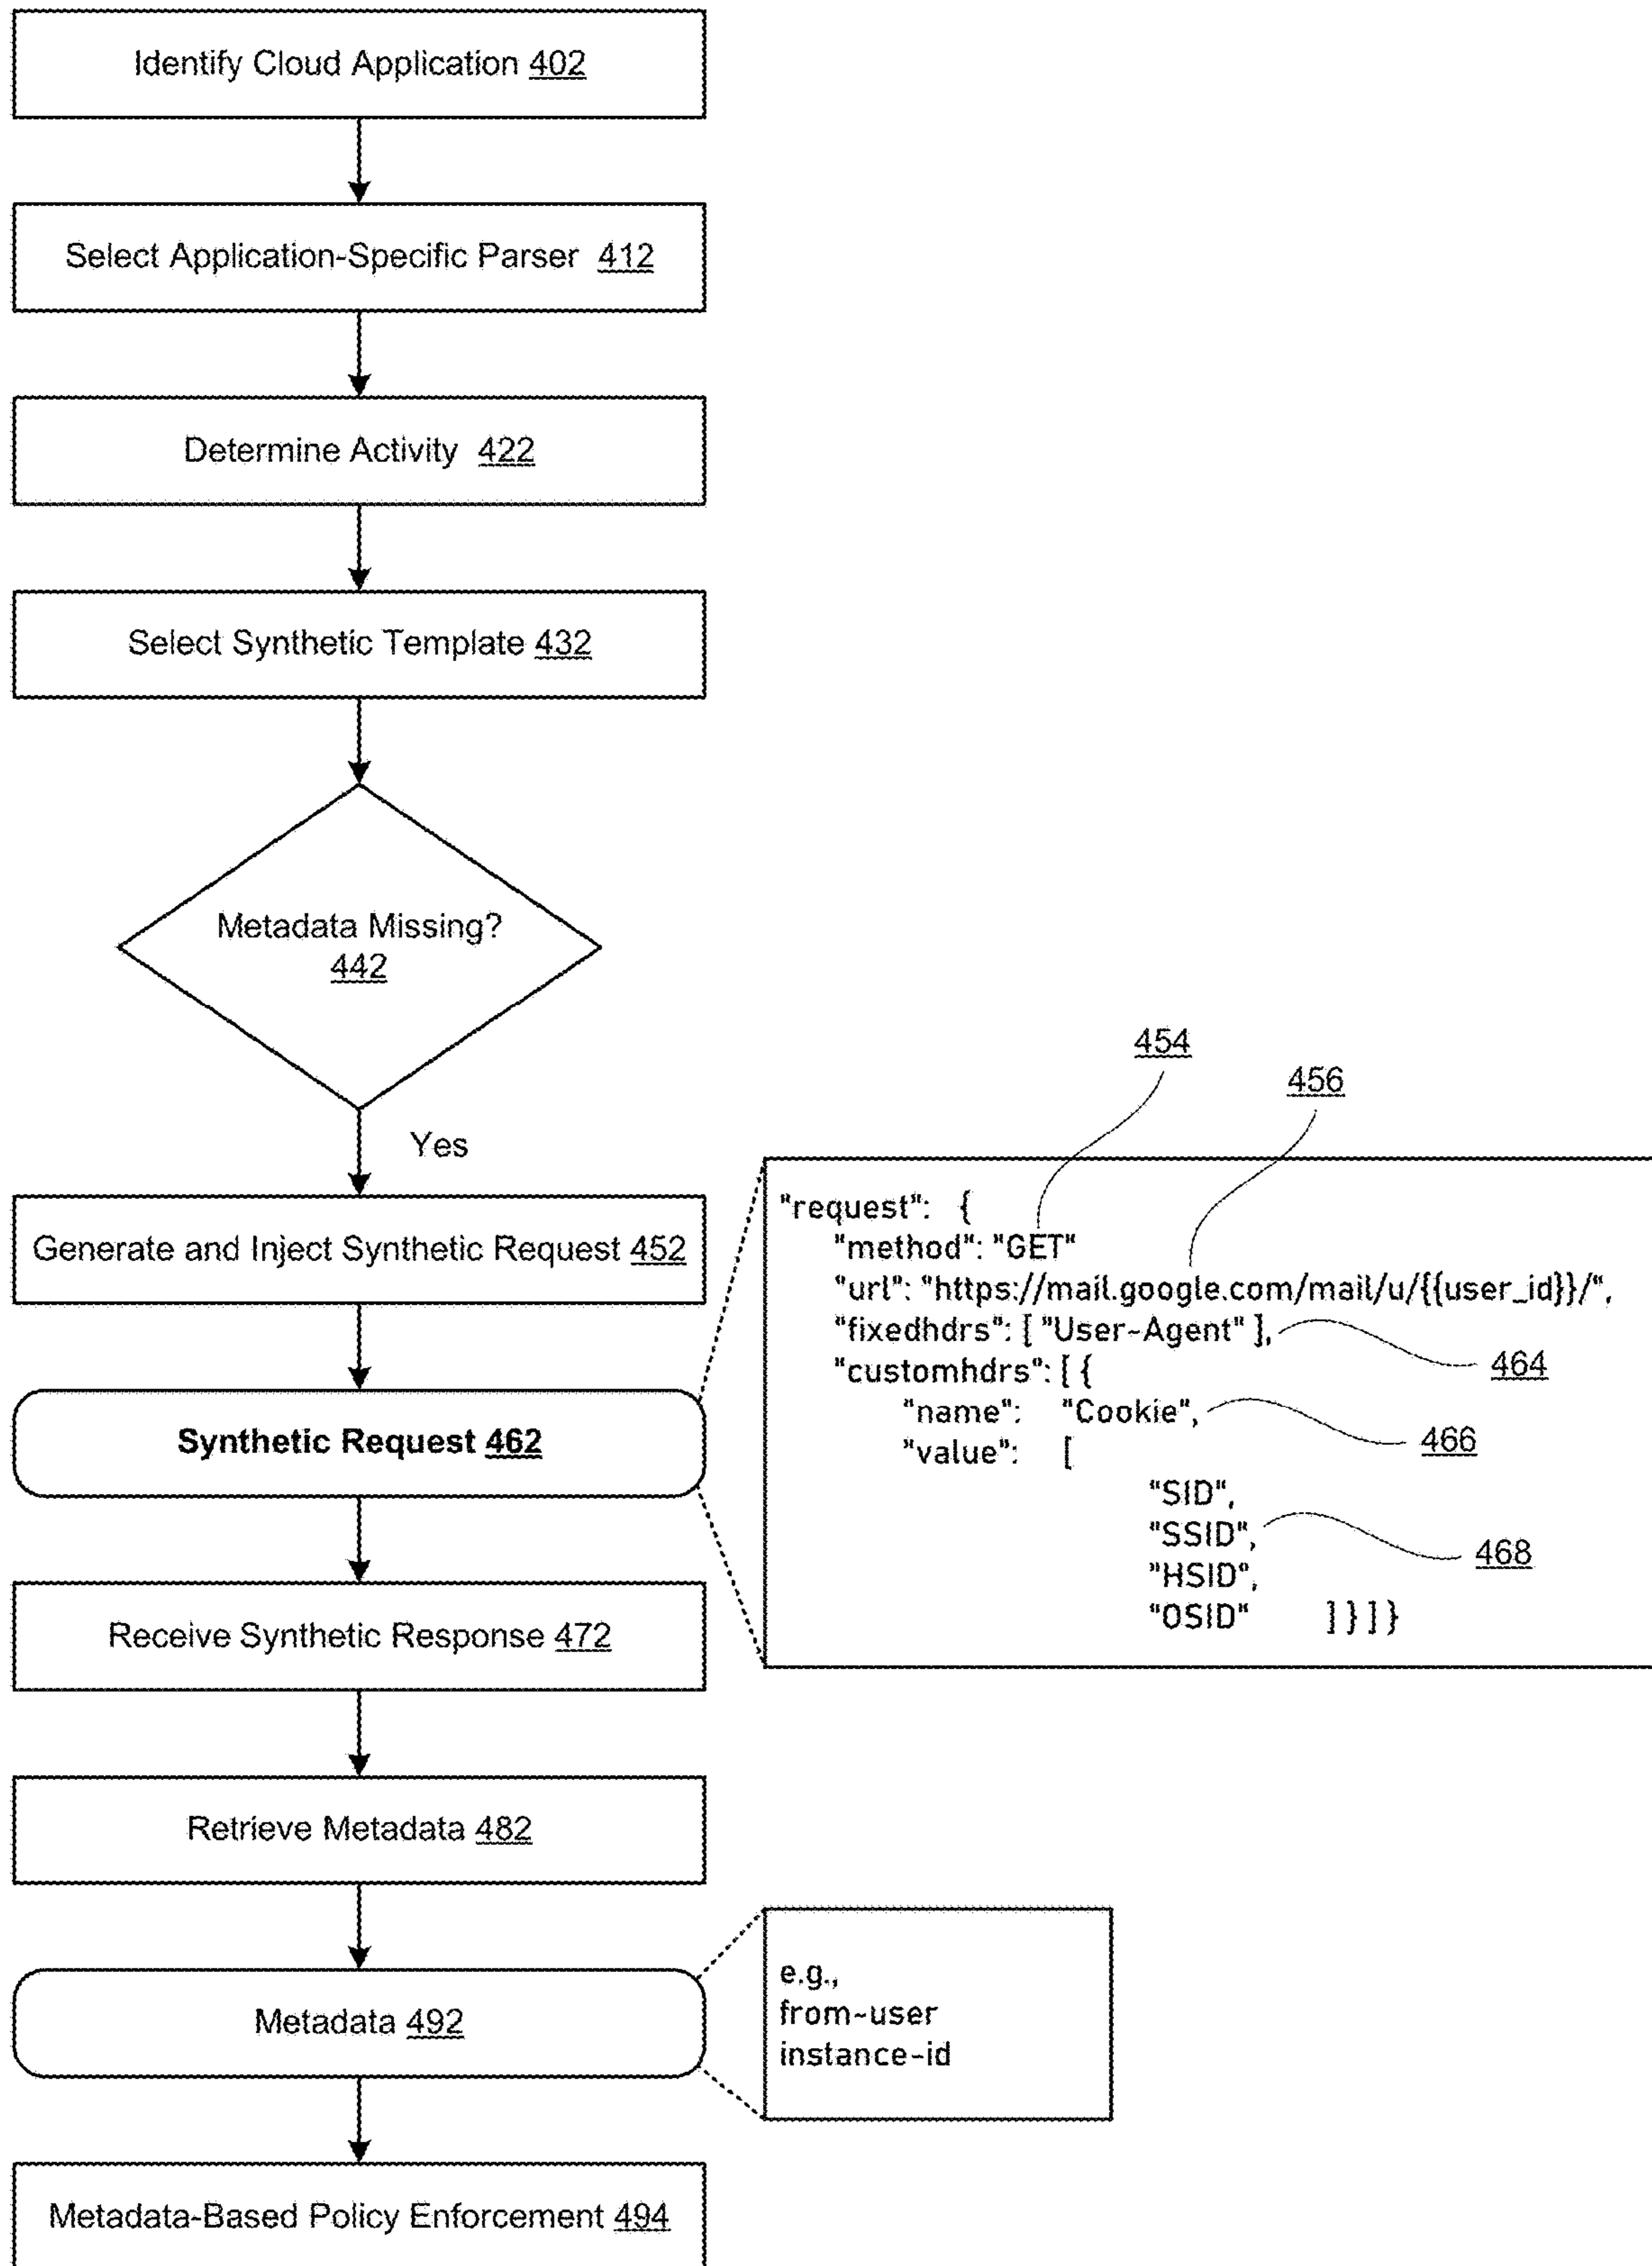 Identify Cloud Application 402
Select Application-Specific Parser 412
Determine Activity 422
Select Synthetic Template 432
Metadata Missing?
442
Yes
Generate and Inject Synthetic Request 452
Synthetic Request 462
454
456
"request": {
"method": "GET"
"url": "https://mail.google.com/mail/u/{{user_id}}/",
"fixedhdrs": [ "User-Agent" ],
464
"customhdrs": [ {
"name": "Cookie",
466
"value": [
"SID",
"SSID",
468
"HSID",
"OSID" ] } ] }
Receive Synthetic Response 472
Retrieve Metadata 482
Metadata 492
e.g.,
from-user
instance-id
Metadata-Based Policy Enforcement 494